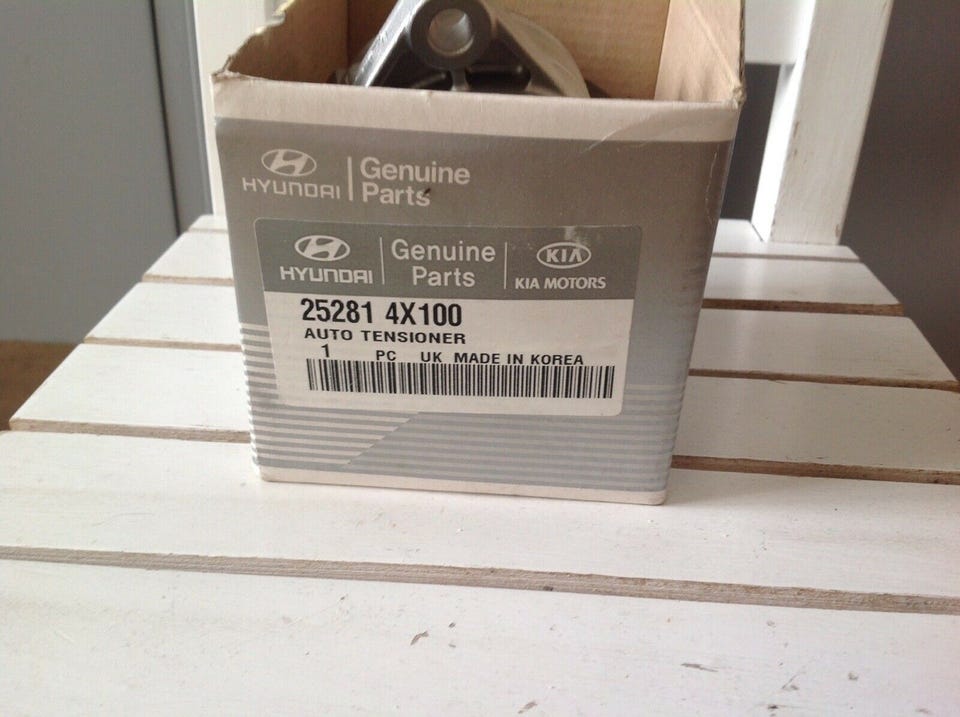 HYUNDAI
Genuine
Parts
HYUNDAI
Genuine
Parts
KIA
KIA MOTORS
25281 4X100
AUTO TENSIONER
1 PC UK MADE IN KOREA